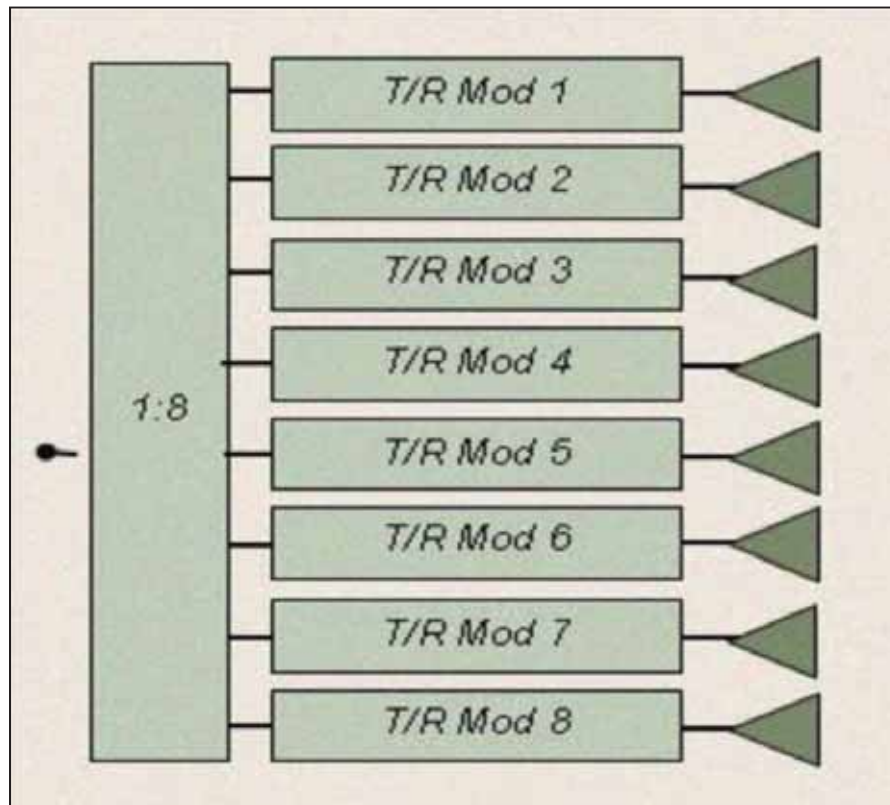 T/R Mod 1
T/R Mod 2
T/R Mod 3
T/R Mod 4
1:8
T/R Mod 5
T/R Mod 6
T/R Mod 7
T/R Mod 8